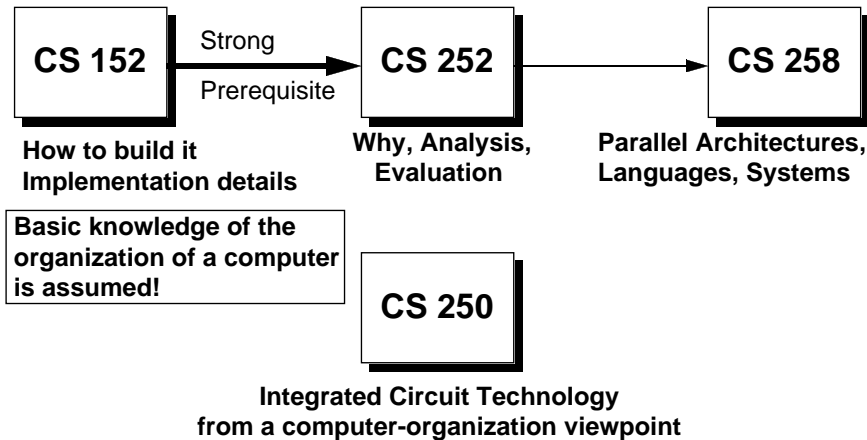 CS 152
Strong
Prerequisite
CS 252
CS 258
How to build it
Implementation details
Why, Analysis,
Evaluation
Parallel Architectures,
Languages, Systems
Basic knowledge of the
organization of a computer
is assumed!
CS 250
Integrated Circuit Technology
from a computer-organization viewpoint